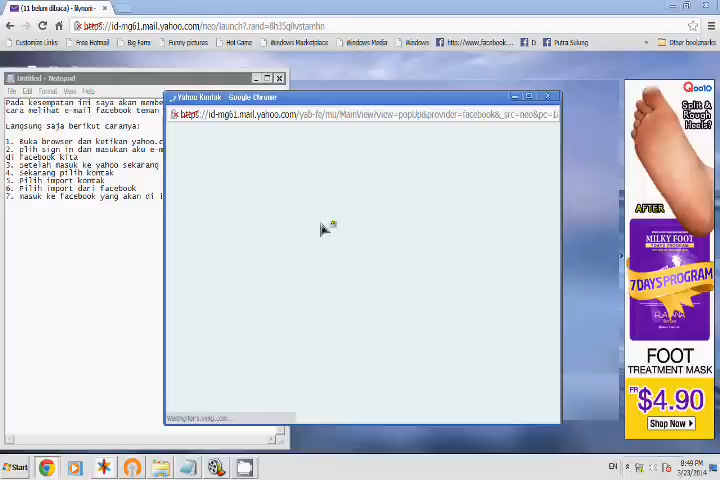 (11 belum dibaca) - lilynoni -
https://id-mg61.mail.yahoo.com/neo/launch?.rand=8h35q0vstamhn
Customize Links
Free Hotmail
Big Farm
Funny pictures
Hot Game
Windows Marketplace
Windows Media
Windows
http://www.facebook....
D
Putra Sulung
Other bookmarks
Untitled - Notepad
File Edit Format View Help
Pada kesempatan ini saya akan membe
cara melihat e-mail facebook teman
Langsung saja berikut caranya:
1. Buka browser dan ketikan yahoo.c
2. plih sign in dan masukan aku e-m
di facebook kita
3. Setelah masuk ke yahoo sekarang
4. Sekarang pilih kontak
5. Pilih import kontak
6. Pilih import dari facebook
7. masuk ke facebook yang akan di i
Yahoo Kontak - Google Chrome
https://id-mg61.mail.yahoo.com/yab-fe/mu/MainView?view=popUp&provider=facebook&_src=neo&pc=1
Qoo10
Split &
Rough
Heels?
AFTER
MILKY FOOT
7DAYS PROGRAM
FOOT
TREATMENT MASK
FR $4.90
Shop Now
Start
EN
8:49 PM
3/23/2014